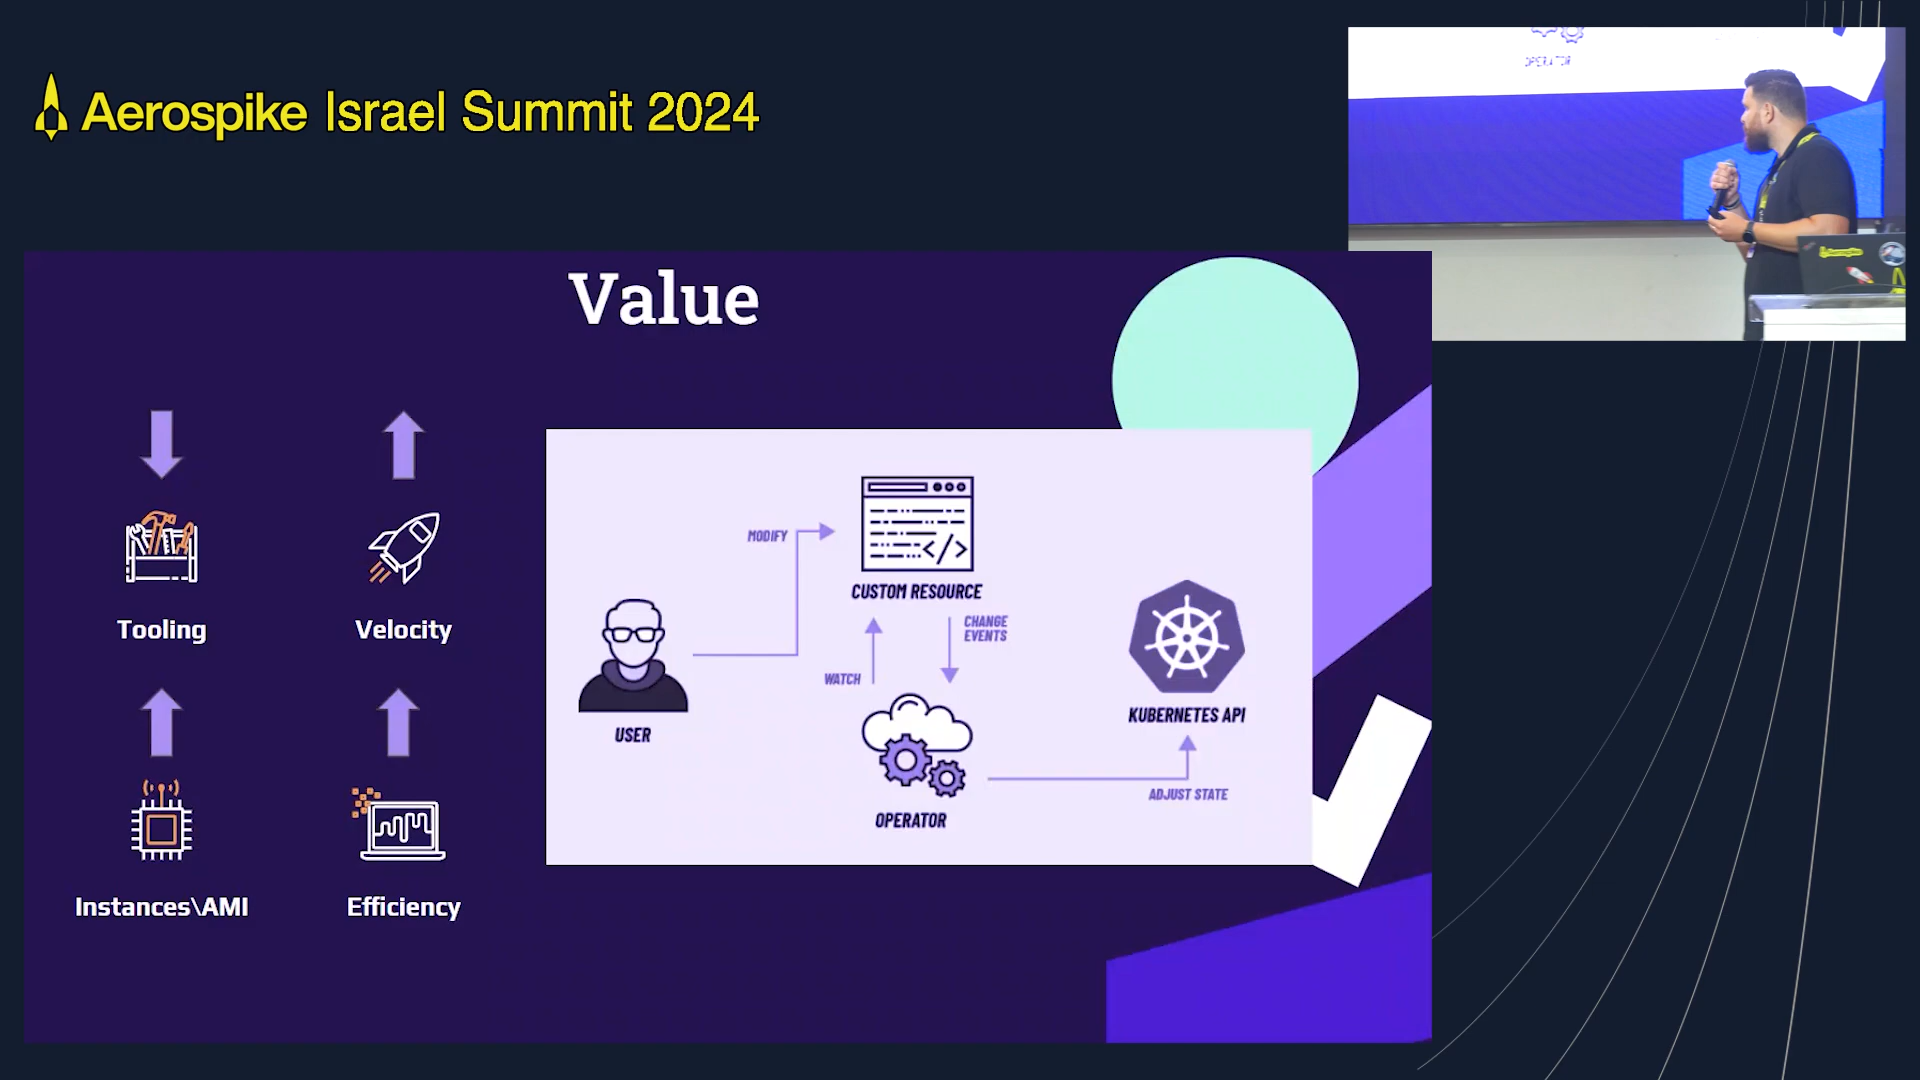 Aerospike Israel Summit 2024
OPERATOR
Value
Tooling
Velocity
Instances\AMI
Efficiency
MODIFY
CUSTOM RESOURCE
CHANGE
EVENTS
WATCH
USER
KUBERNETES API
ADJUST STATE
OPERATOR